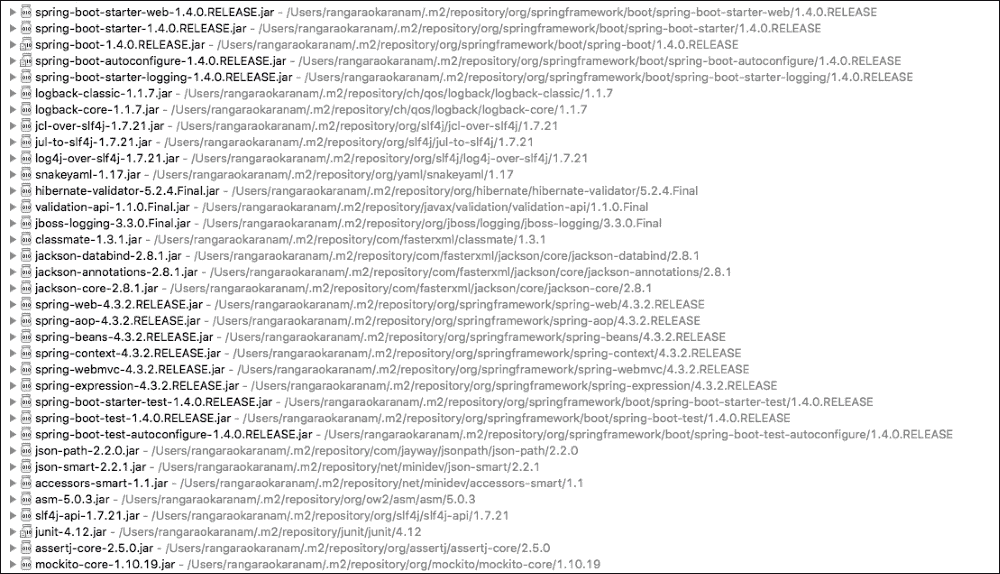 spring-boot-starter-web-1.4.0.RELEASE.jar - /Users/rangaraokaranam/.m2/repository/org/springframework/boot/spring-boot-starter-web/1.4.0.RELEASE
spring-boot-starter-1.4.0.RELEASE.jar - /Users/rangaraokaranam/.m2/repository/org/springframework/boot/spring-boot-starter/1.4.0.RELEASE
spring-boot-1.4.0.RELEASE.jar - /Users/rangaraokaranam/.m2/repository/org/springframework/boot/spring-boot/1.4.0.RELEASE
spring-boot-autoconfigure-1.4.0.RELEASE.jar - /Users/rangaraokaranam/.m2/repository/org/springframework/boot/spring-boot-autoconfigure/1.4.0.RELEASE
spring-boot-starter-logging-1.4.0.RELEASE.jar - /Users/rangaraokaranam/.m2/repository/org/springframework/boot/spring-boot-starter-logging/1.4.0.RELEASE
logback-classic-1.1.7.jar - /Users/rangaraokaranam/.m2/repository/ch/qos/logback/logback-classic/1.1.7
logback-core-1.1.7.jar - /Users/rangaraokaranam/.m2/repository/ch/qos/logback/logback-core/1.1.7
jcl-over-slf4j-1.7.21.jar - /Users/rangaraokaranam/.m2/repository/org/slf4j/jcl-over-slf4j/1.7.21
jul-to-slf4j-1.7.21.jar - /Users/rangaraokaranam/.m2/repository/org/slf4j/jul-to-slf4j/1.7.21
log4j-over-slf4j-1.7.21.jar - /Users/rangaraokaranam/.m2/repository/org/slf4j/log4j-over-slf4j/1.7.21
snakeyaml-1.17.jar - /Users/rangaraokaranam/.m2/repository/org/yaml/snakeyaml/1.17
hibernate-validator-5.2.4.Final.jar - /Users/rangaraokaranam/.m2/repository/org/hibernate/hibernate-validator/5.2.4.Final
validation-api-1.1.0.Final.jar - /Users/rangaraokaranam/.m2/repository/javax/validation/validation-api/1.1.0.Final
jboss-logging-3.3.0.Final.jar - /Users/rangaraokaranam/.m2/repository/org/jboss/logging/jboss-logging/3.3.0.Final
classmate-1.3.1.jar - /Users/rangaraokaranam/.m2/repository/com/fasterxml/classmate/1.3.1
jackson-databind-2.8.1.jar - /Users/rangaraokaranam/.m2/repository/com/fasterxml/jackson/core/jackson-databind/2.8.1
jackson-annotations-2.8.1.jar - /Users/rangaraokaranam/.m2/repository/com/fasterxml/jackson/core/jackson-annotations/2.8.1
jackson-core-2.8.1.jar - /Users/rangaraokaranam/.m2/repository/com/fasterxml/jackson/core/jackson-core/2.8.1
spring-web-4.3.2.RELEASE.jar - /Users/rangaraokaranam/.m2/repository/org/springframework/spring-web/4.3.2.RELEASE
spring-aop-4.3.2.RELEASE.jar - /Users/rangaraokaranam/.m2/repository/org/springframework/spring-aop/4.3.2.RELEASE
spring-beans-4.3.2.RELEASE.jar - /Users/rangaraokaranam/.m2/repository/org/springframework/spring-beans/4.3.2.RELEASE
spring-context-4.3.2.RELEASE.jar - /Users/rangaraokaranam/.m2/repository/org/springframework/spring-context/4.3.2.RELEASE
spring-webmvc-4.3.2.RELEASE.jar - /Users/rangaraokaranam/.m2/repository/org/springframework/spring-webmvc/4.3.2.RELEASE
spring-expression-4.3.2.RELEASE.jar - /Users/rangaraokaranam/.m2/repository/org/springframework/spring-expression/4.3.2.RELEASE
spring-boot-starter-test-1.4.0.RELEASE.jar - /Users/rangaraokaranam/.m2/repository/org/springframework/boot/spring-boot-starter-test/1.4.0.RELEASE
spring-boot-test-1.4.0.RELEASE.jar - /Users/rangaraokaranam/.m2/repository/org/springframework/boot/spring-boot-test/1.4.0.RELEASE
spring-boot-test-autoconfigure-1.4.0.RELEASE.jar - /Users/rangaraokaranam/.m2/repository/org/springframework/boot/spring-boot-test-autoconfigure/1.4.0.RELEASE
json-path-2.2.0.jar - /Users/rangaraokaranam/.m2/repository/com/jayway/jsonpath/json-path/2.2.0
json-smart-2.2.1.jar - /Users/rangaraokaranam/.m2/repository/net/minidev/json-smart/2.2.1
accessors-smart-1.1.jar - /Users/rangaraokaranam/.m2/repository/net/minidev/accessors-smart/1.1
asm-5.0.3.jar - /Users/rangaraokaranam/.m2/repository/org/ow2/asm/asm/5.0.3
slf4j-api-1.7.21.jar - /Users/rangaraokaranam/.m2/repository/org/slf4j/slf4j-api/1.7.21
junit-4.12.jar - /Users/rangaraokaranam/.m2/repository/junit/junit/4.12
assertj-core-2.5.0.jar - /Users/rangaraokaranam/.m2/repository/org/assertj/assertj-core/2.5.0
mockito-core-1.10.19.jar - /Users/rangaraokaranam/.m2/repository/org/mockito/mockito-core/1.10.19